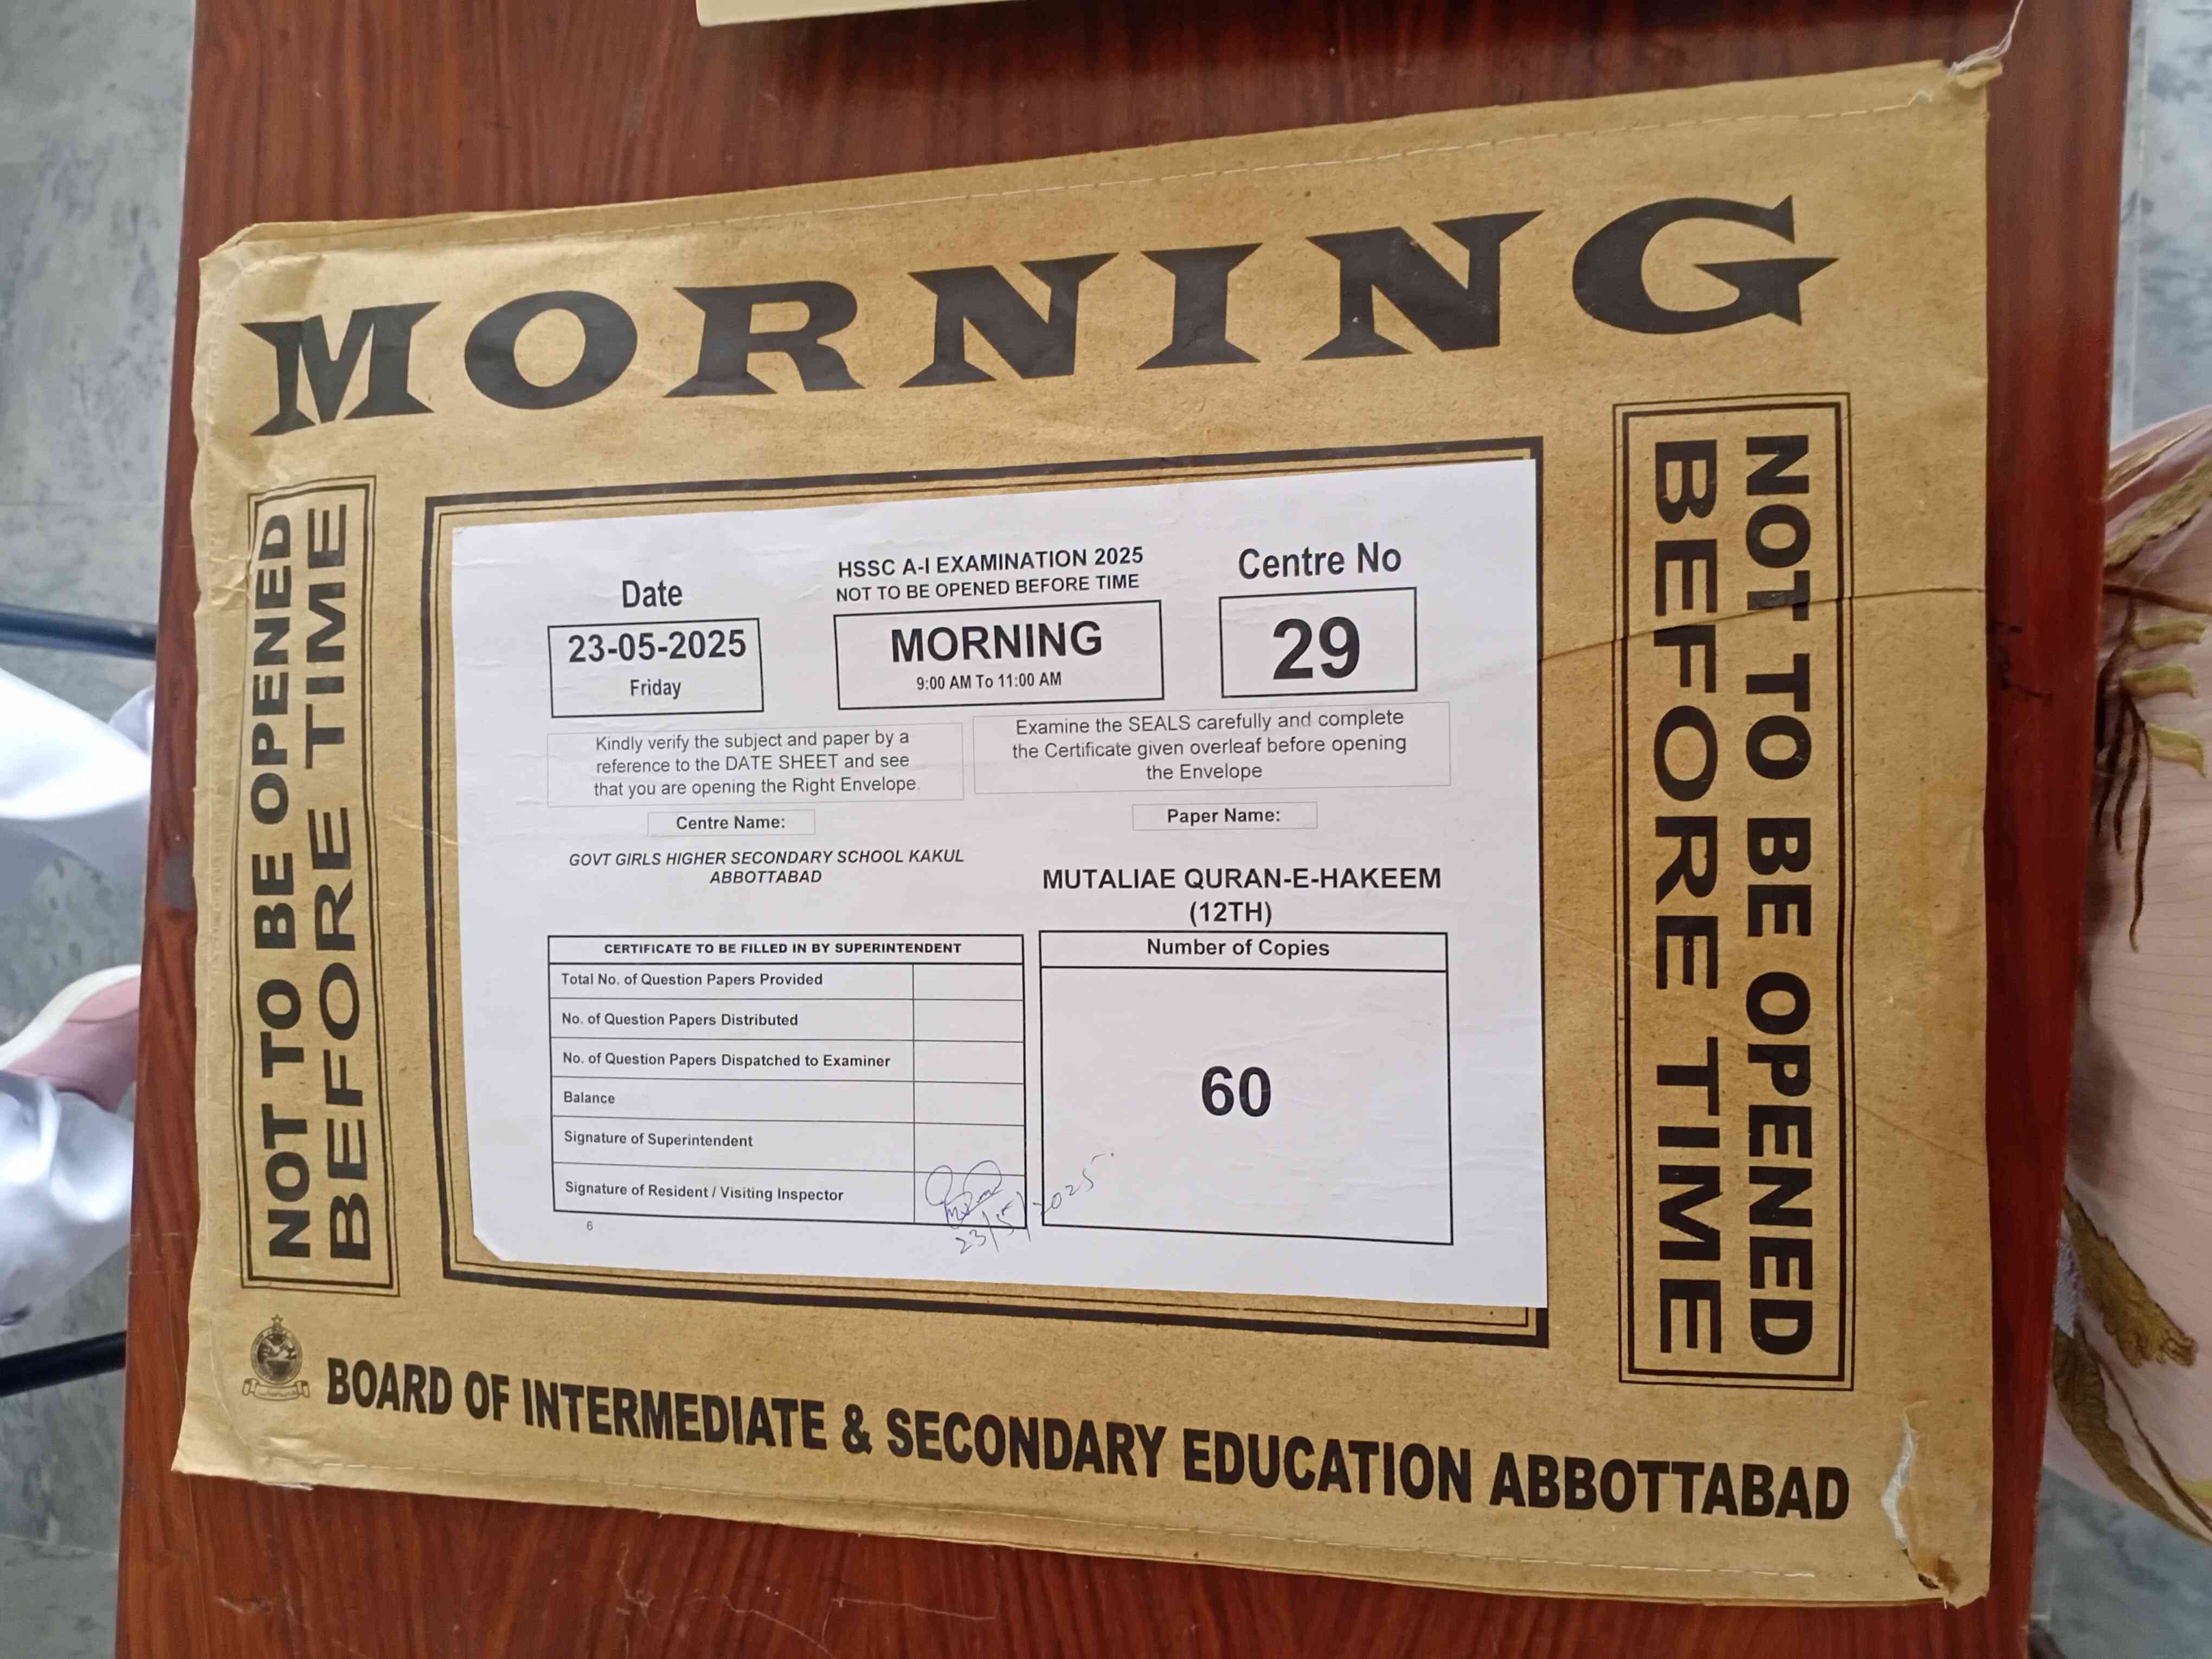 MORNING
NOT TO BE OPENED
BEFORE TIME
HSSC A-I EXAMINATION 2025
NOT TO BE OPENED BEFORE TIME
Date
23-05-2025
Friday
MORNING
9:00 AM To 11:00 AM
Centre No
29
Kindly verify the subject and paper by a
reference to the DATE SHEET and see
that you are opening the Right Envelope.
Examine the SEALS carefully and complete
the Certificate given overleaf before opening
the Envelope
Centre Name:
GOVT GIRLS HIGHER SECONDARY SCHOOL KAKUL
ABBOTTABAD
Paper Name:
MUTALIAE QURAN-E-HAKEEM
(12TH)
CERTIFICATE TO BE FILLED IN BY SUPERINTENDENT
Total No. of Question Papers Provided
No. of Question Papers Distributed
No. of Question Papers Dispatched to Examiner
Balance
Signature of Superintendent
Signature of Resident / Visiting Inspector
23/5/2025
6
Number of Copies
60
NOT TO BE OPENED
BEFORE TIME
BOARD OF INTERMEDIATE & SECONDARY EDUCATION ABBOTTABAD